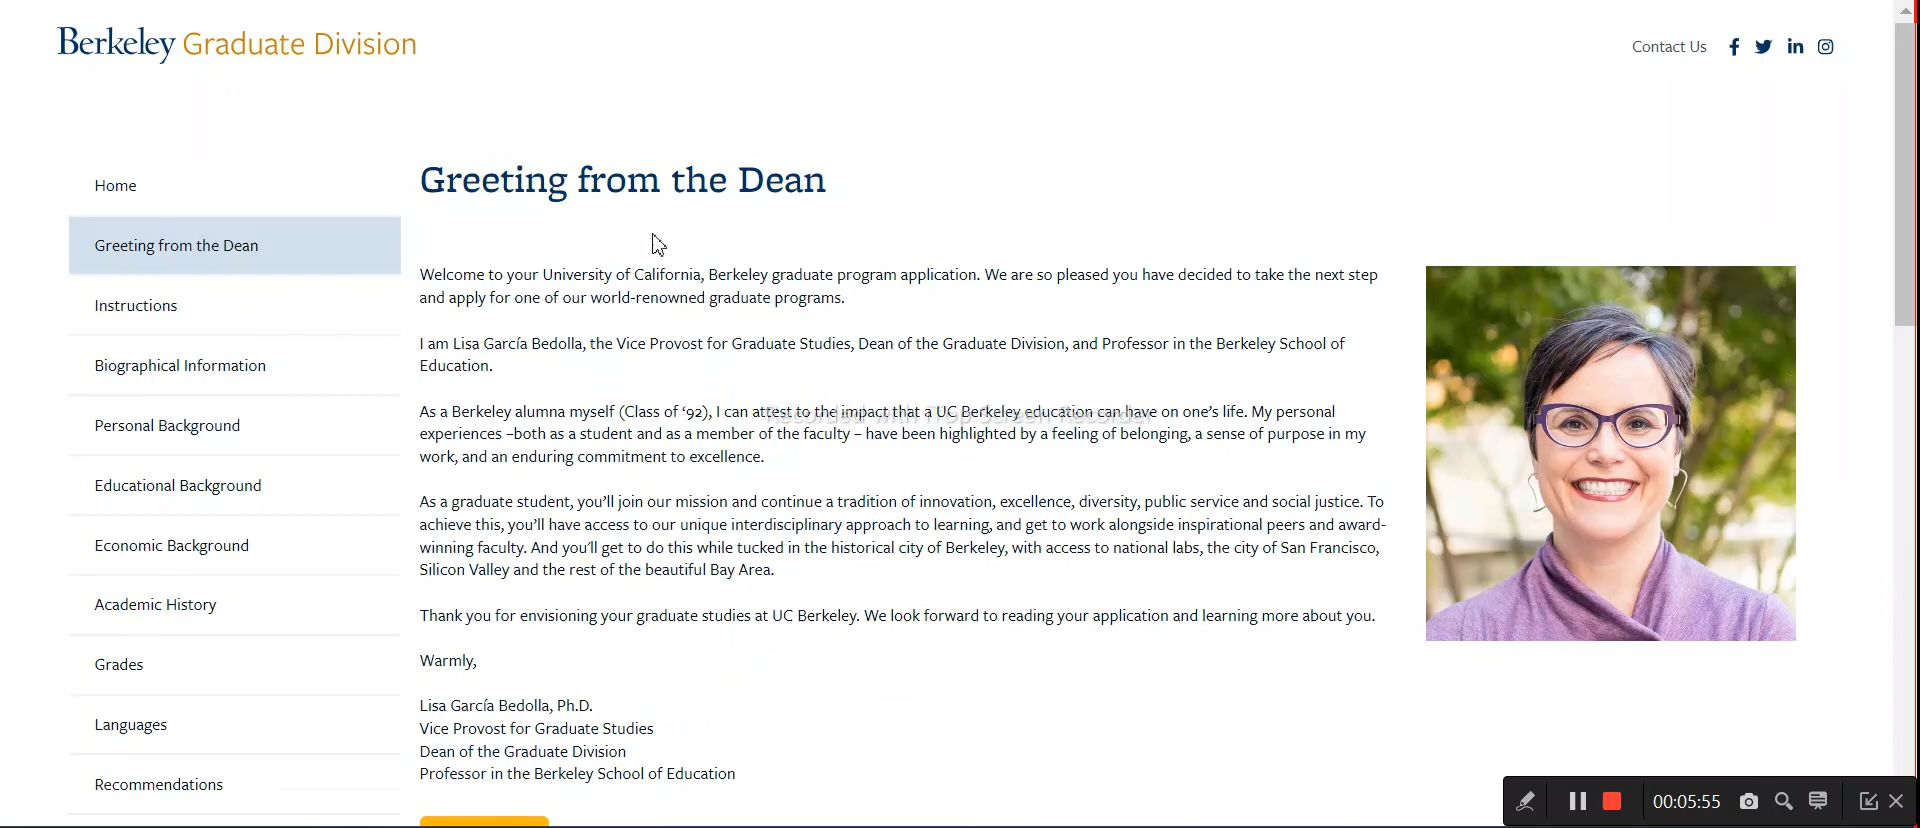 Berkeley Graduate Division
Contact Us
Home
Greeting from the Dean
Instructions
Biographical Information
Personal Background
Educational Background
Economic Background
Academic History
Grades
Languages
Recommendations
Greeting from the Dean
Welcome to your University of California, Berkeley graduate program application. We are so pleased you have decided to take the next step
and apply for one of our world-renowned graduate programs.
I am Lisa García Bedolla, the Vice Provost for Graduate Studies, Dean of the Graduate Division, and Professor in the Berkeley School of
Education.
As a Berkeley alumna myself (Class of ‘92), I can attest to the impact that a UC Berkeley education can have on one’s life. My personal
experiences –both as a student and as a member of the faculty – have been highlighted by a feeling of belonging, a sense of purpose in my
work, and an enduring commitment to excellence.
As a graduate student, you’ll join our mission and continue a tradition of innovation, excellence, diversity, public service and social justice. To
achieve this, you’ll have access to our unique interdisciplinary approach to learning, and get to work alongside inspirational peers and award-
winning faculty. And you’ll get to do this while tucked in the historical city of Berkeley, with access to national labs, the city of San Francisco,
Silicon Valley and the rest of the beautiful Bay Area.
Thank you for envisioning your graduate studies at UC Berkeley. We look forward to reading your application and learning more about you.
Warmly,
Lisa García Bedolla, Ph.D.
Vice Provost for Graduate Studies
Dean of the Graduate Division
Professor in the Berkeley School of Education
Recorded with iTop Screen Recorder
00:05:55